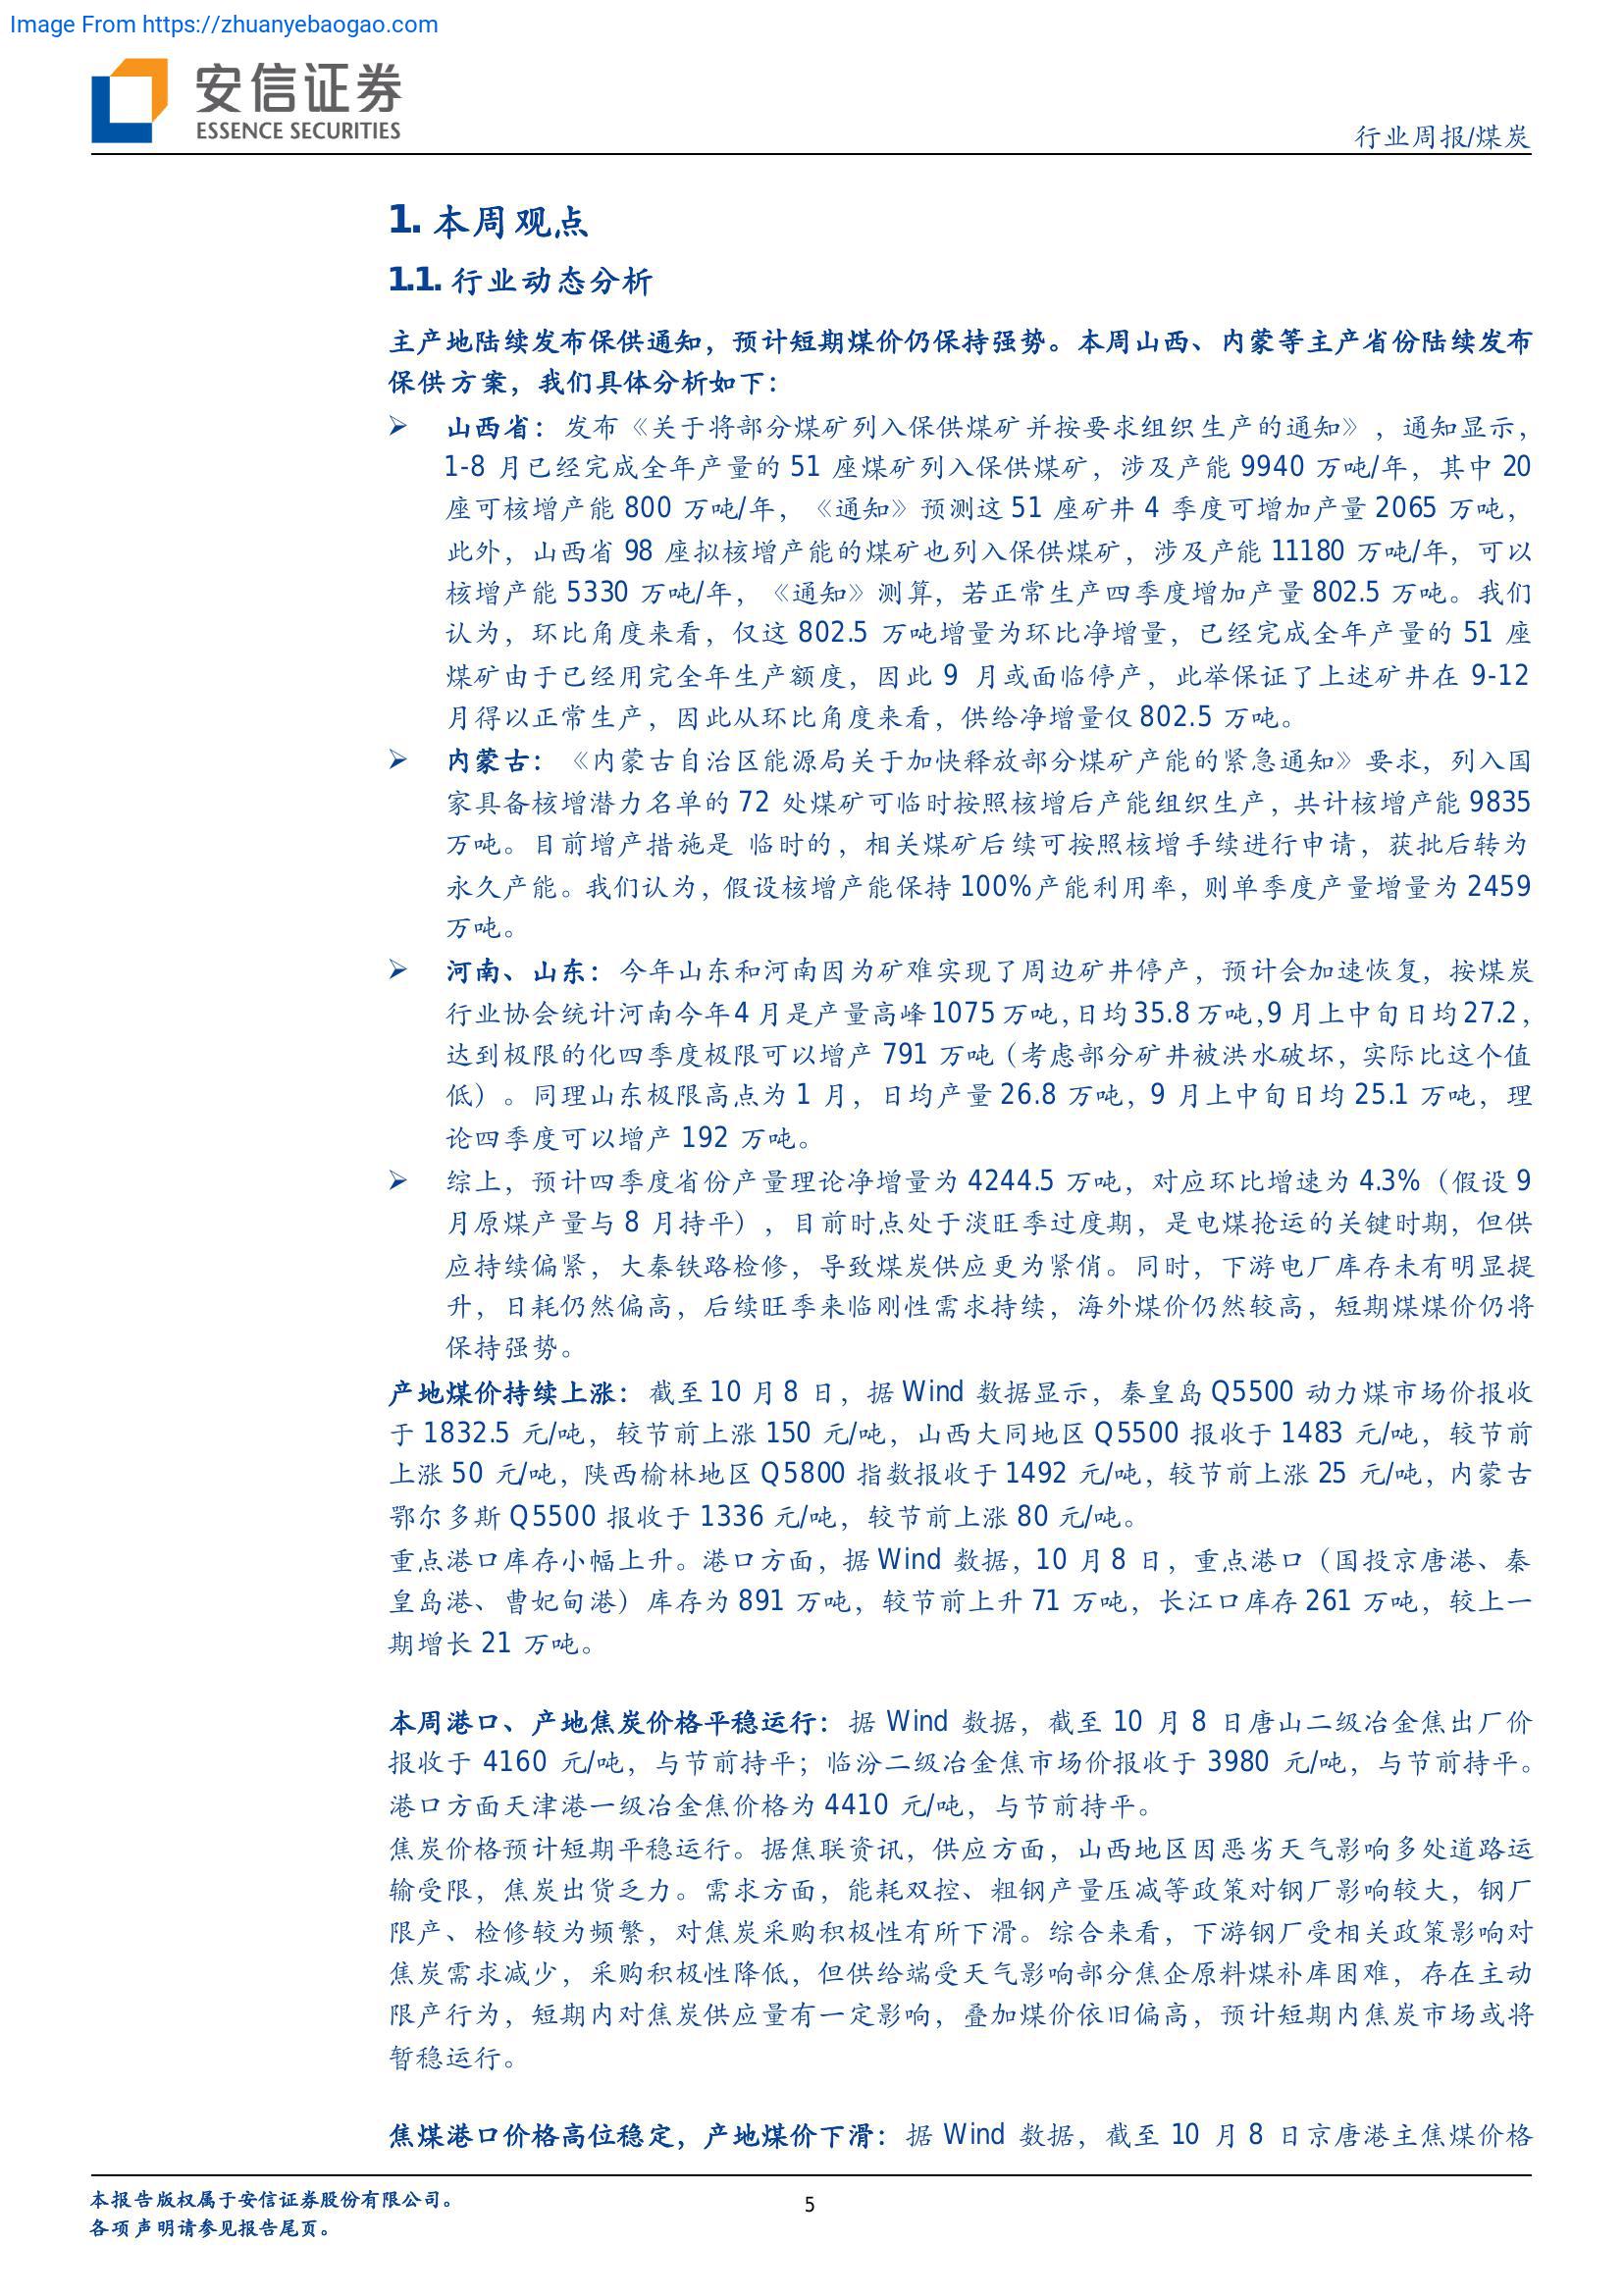 Image From https://zhuanyebaogao.com
安信证券
ESSENCE SECURITIES
行业周报/煤炭
1. 本周观点
1.1. 行业动态分析
主产地陆续发布保供通知，预计短期煤价仍保持强势。本周山西、内蒙等主产省份陆续发布
保供方案，我们具体分析如下：
➢ 山西省：发布《关于将部分煤矿列入保供煤矿并按要求组织生产的通知》，通知显示，
1-8 月已经完成全年产量的 51 座煤矿列入保供煤矿，涉及产能 9940 万吨/年，其中 20
座可核增产能 800 万吨/年，《通知》预测这 51 座矿井 4 季度可增加产量 2065 万吨，
此外，山西省 98 座拟核增产能的煤矿也列入保供煤矿，涉及产能 11180 万吨/年，可以
核增产能 5330 万吨/年，《通知》测算，若正常生产四季度增加产量 802.5 万吨。我们
认为，环比角度来看，仅这 802.5 万吨增量为环比净增量，已经完成全年产量的 51 座
煤矿由于已经用完全年生产额度，因此 9 月或面临停产，此举保证了上述矿井在 9-12
月得以正常生产，因此从环比角度来看，供给净增量仅 802.5 万吨。
➢ 内蒙古：《内蒙古自治区能源局关于加快释放部分煤矿产能的紧急通知》要求，列入国
家具备核增潜力名单的 72 处煤矿可临时按照核增后产能组织生产，共计核增产能 9835
万吨。目前增产措施是 临时的，相关煤矿后续可按照核增手续进行申请，获批后转为
永久产能。我们认为，假设核增产能保持 100%产能利用率，则单季度产量增量为 2459
万吨。
➢ 河南、山东：今年山东和河南因为矿难实现了周边矿井停产，预计会加速恢复，按煤炭
行业协会统计河南今年 4 月是产量高峰 1075 万吨，日均 35.8 万吨，9 月上中旬日均 27.2，
达到极限的化四季度极限可以增产 791 万吨（考虑部分矿井被洪水破坏，实际比这个值
低）。同理山东极限高点为 1 月，日均产量 26.8 万吨，9 月上中旬日均 25.1 万吨，理
论四季度可以增产 192 万吨。
➢ 综上，预计四季度省份产量理论净增量为 4244.5 万吨，对应环比增速为 4.3%（假设 9
月原煤产量与 8 月持平），目前时点处于淡旺季过度期，是电煤抢运的关键时期，但供
应持续偏紧，大秦铁路检修，导致煤炭供应更为紧俏。同时，下游电厂库存未有明显提
升，日耗仍然偏高，后续旺季来临刚性需求持续，海外煤价仍然较高，短期煤煤价仍将
保持强势。
产地煤价持续上涨：截至 10 月 8 日，据 Wind 数据显示，秦皇岛 Q5500 动力煤市场价报收
于 1832.5 元/吨，较节前上涨 150 元/吨，山西大同地区 Q5500 报收于 1483 元/吨，较节前
上涨 50 元/吨，陕西榆林地区 Q5800 指数报收于 1492 元/吨，较节前上涨 25 元/吨，内蒙古
鄂尔多斯 Q5500 报收于 1336 元/吨，较节前上涨 80 元/吨。
重点港口库存小幅上升。港口方面，据 Wind 数据，10 月 8 日，重点港口（国投京唐港、秦
皇岛港、曹妃甸港）库存为 891 万吨，较节前上升 71 万吨，长江口库存 261 万吨，较上一
期增长 21 万吨。
本周港口、产地焦炭价格平稳运行：据 Wind 数据，截至 10 月 8 日唐山二级冶金焦出厂价
报收于 4160 元/吨，与节前持平；临汾二级冶金焦市场价报收于 3980 元/吨，与节前持平。
港口方面天津港一级冶金焦价格为 4410 元/吨，与节前持平。
焦炭价格预计短期平稳运行。据焦联资讯，供应方面，山西地区因恶劣天气影响多处道路运
输受限，焦炭出货乏力。需求方面，能耗双控、粗钢产量压减等政策对钢厂影响较大，钢厂
限产、检修较为频繁，对焦炭采购积极性有所下滑。综合来看，下游钢厂受相关政策影响对
焦炭需求减少，采购积极性降低，但供给端受天气影响部分焦企原料煤补库困难，存在主动
限产行为，短期内对焦炭供应量有一定影响，叠加煤价依旧偏高，预计短期内焦炭市场或将
暂稳运行。
焦煤港口价格高位稳定，产地煤价下滑：据 Wind 数据，截至 10 月 8 日京唐港主焦煤价格
本报告版权属于安信证券股份有限公司。
各项声明请参见报告尾页。
5